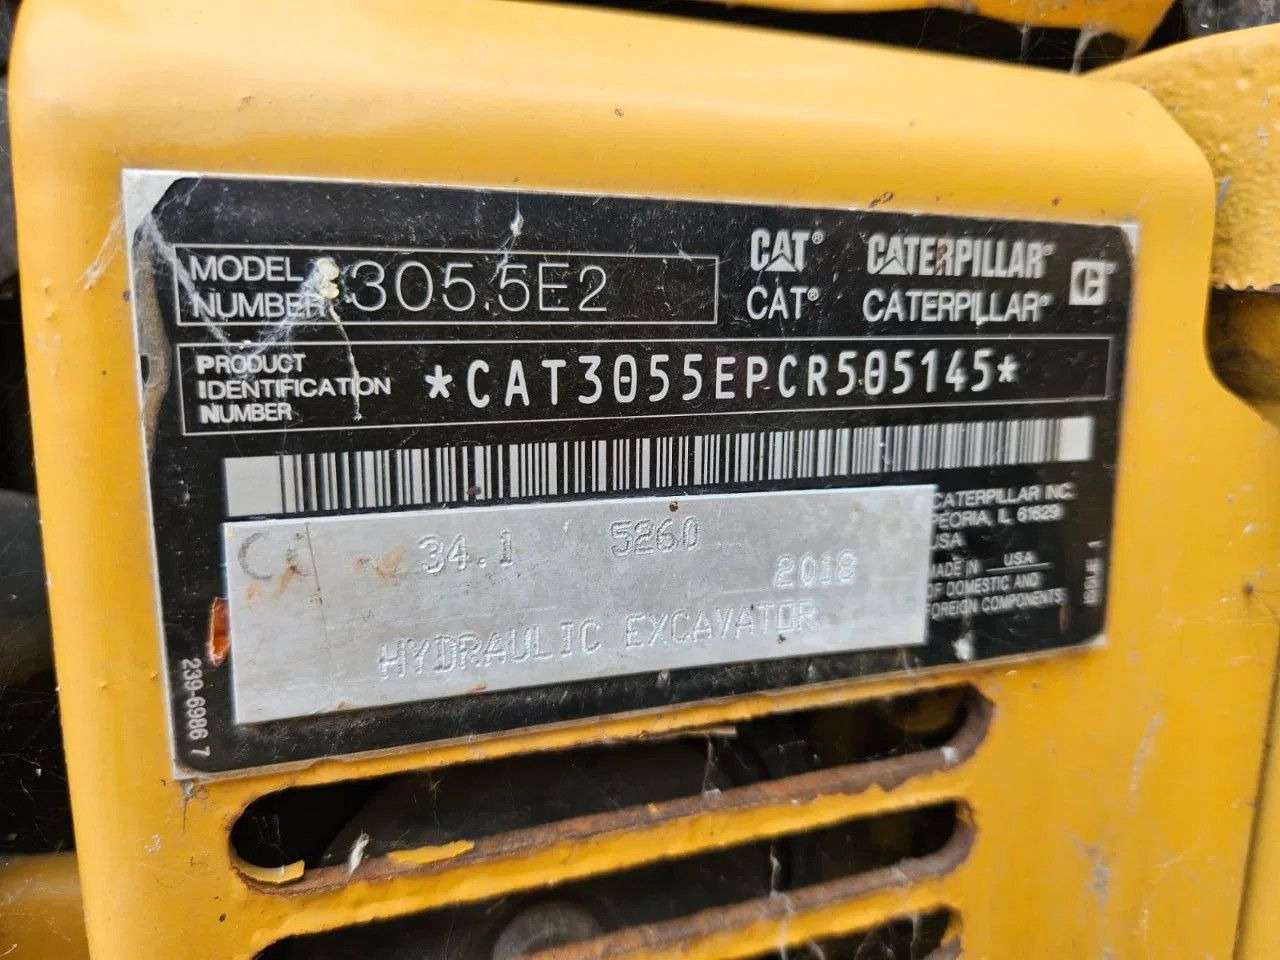 MODEL NUMBER 305.5E2
CAT® CATERPILLAR®
CAT® CATERPILLAR®
PRODUCT
IDENTIFICATION *CAT3055EPCR505145*
NUMBER
CATERPILLAR INC.
PEORIA, IL 61629
USA
MADE IN USA
OF DOMESTIC AND
FOREIGN COMPONENTS
34.1 5260
2018
HYDRAULIC EXCAVATOR
239-6986 7